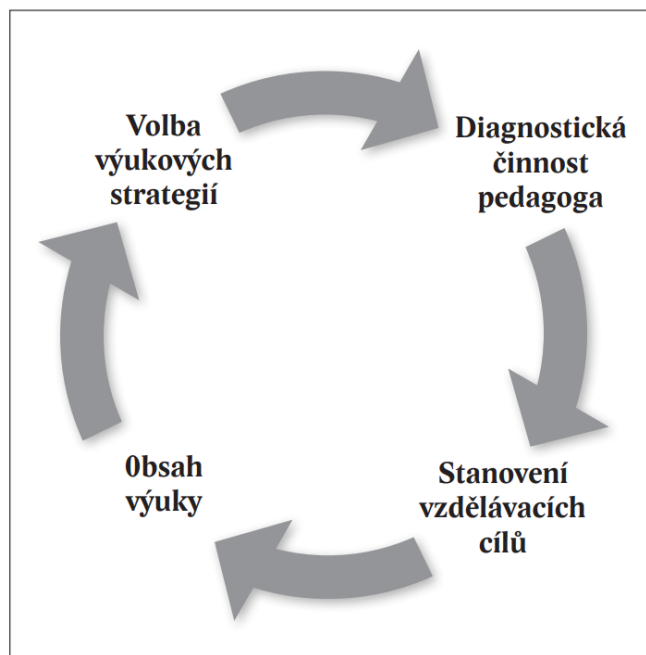 Volba
výukových
strategií
Diagnostická
činnost
pedagoga
0bsah
výuky
Stanovení
vzdělávacích
cílů